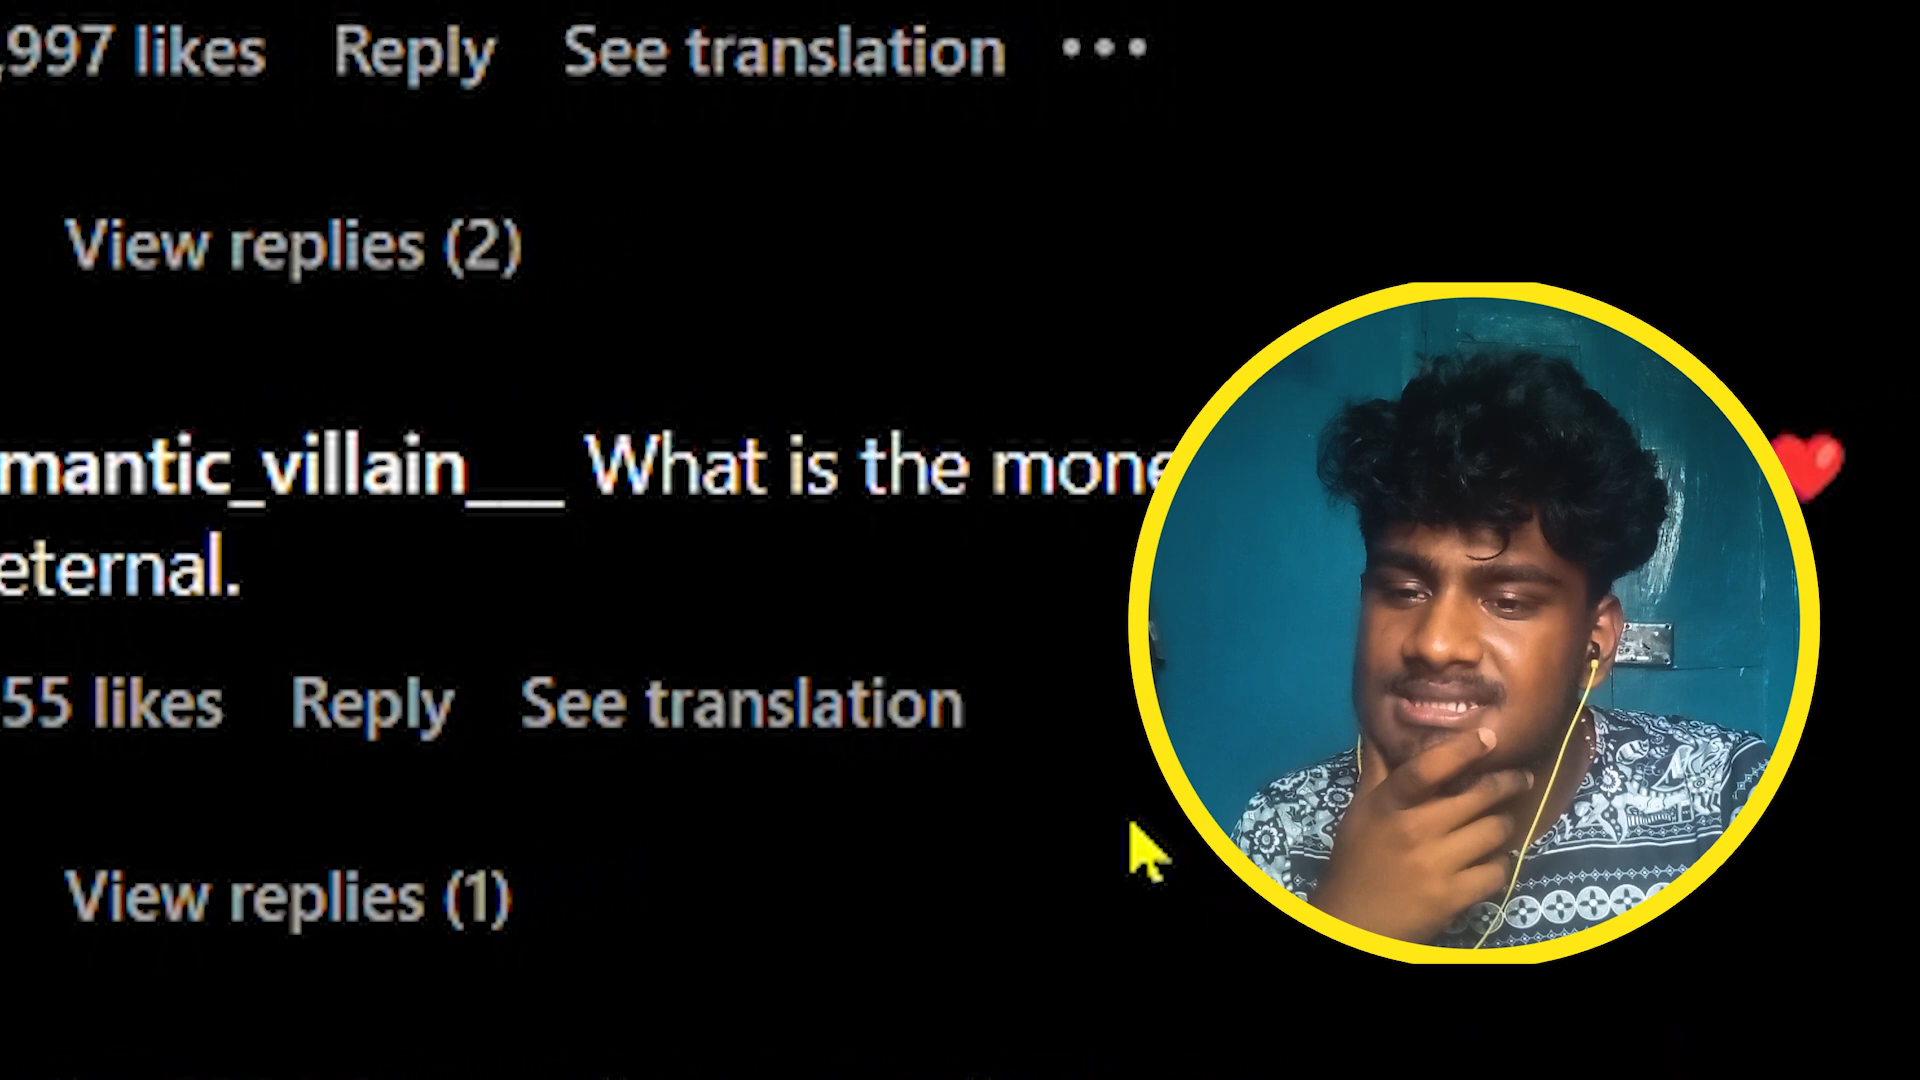 ,997 likes Reply See translation •••
View replies (2)
mantic_villain___ What is the mone
eternal.
55 likes Reply See translation
View replies (1)